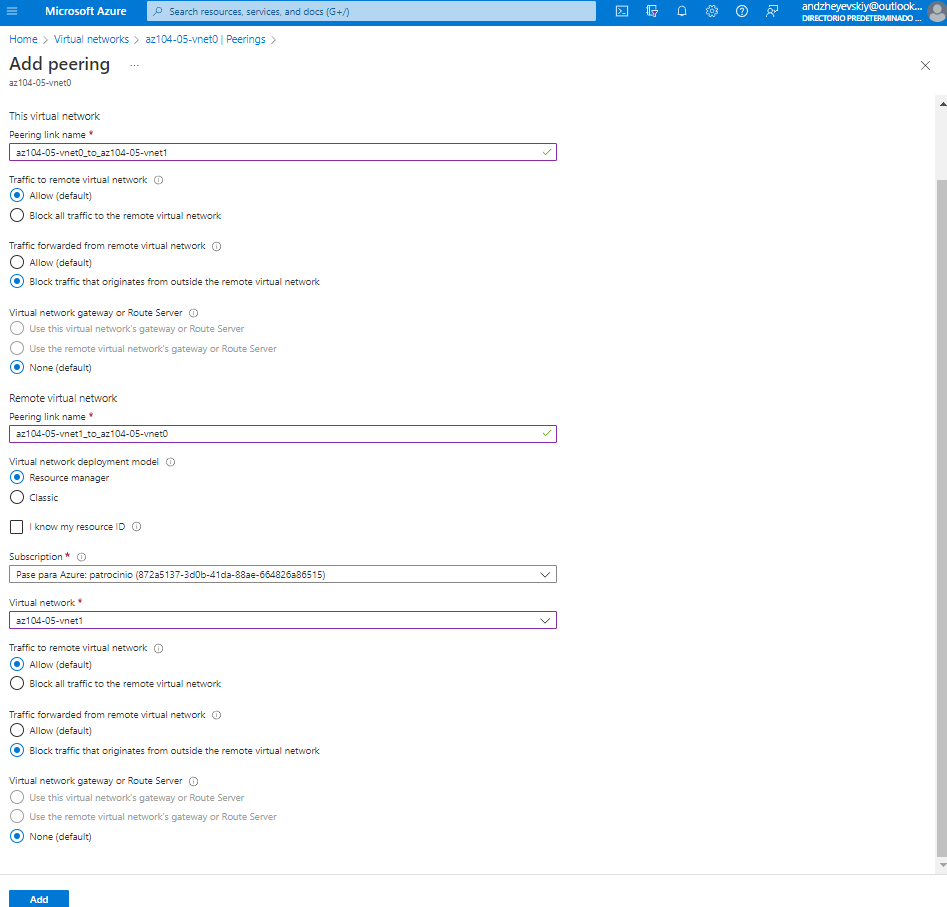 Microsoft Azure
Search resources, services, and docs (G+/)
andzheyevskiy@outlook...
DIRECTORIO PREDETERMINADO ...
Home > Virtual networks > az104-05-vnet0 | Peerings >
Add peering ...
az104-05-vnet0
This virtual network
Peering link name *
az104-05-vnet0_to_az104-05-vnet1
Traffic to remote virtual network
Allow (default)
Block all traffic to the remote virtual network
Traffic forwarded from remote virtual network
Allow (default)
Block traffic that originates from outside the remote virtual network
Virtual network gateway or Route Server
Use this virtual network's gateway or Route Server
Use the remote virtual network's gateway or Route Server
None (default)
Remote virtual network
Peering link name *
az104-05-vnet1_to_az104-05-vnet0
Virtual network deployment model
Resource manager
Classic
I know my resource ID
Subscription *
Pase para Azure: patrocinio (872a5137-3d0b-41da-88ae-664826a86515)
Virtual network *
az104-05-vnet1
Traffic to remote virtual network
Allow (default)
Block all traffic to the remote virtual network
Traffic forwarded from remote virtual network
Allow (default)
Block traffic that originates from outside the remote virtual network
Virtual network gateway or Route Server
Use this virtual network's gateway or Route Server
Use the remote virtual network's gateway or Route Server
None (default)
Add